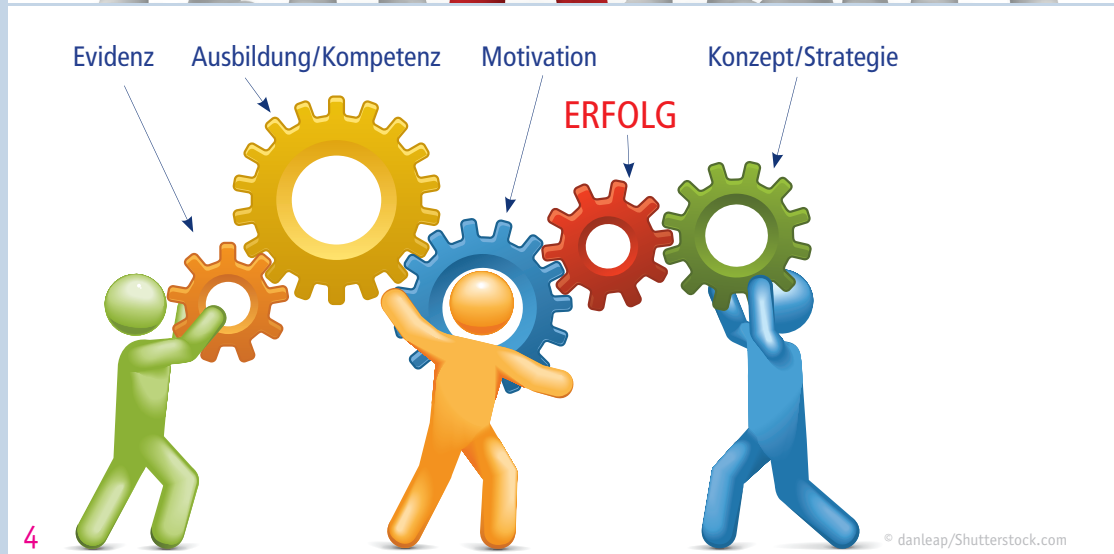 Evidenz Ausbildung/Kompetenz Motivation Konzept/Strategie
ERFOLG
4
© danleap/Shutterstock.com